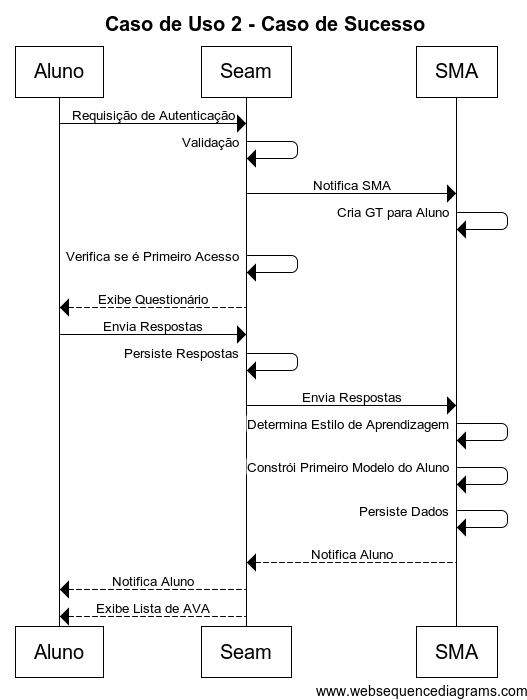 Caso de Uso 2 - Caso de Sucesso
Aluno
Seam
SMA
Requisição de Autenticação
Validação
Notifica SMA
Cria GT para Aluno
Verifica se é Primeiro Acesso
Exibe Questionário
Envia Respostas
Persiste Respostas
Envia Respostas
Determina Estilo de Aprendizagem
Constrói Primeiro Modelo do Aluno
Persiste Dados
Notifica Aluno
Notifica Aluno
Exibe Lista de AVA
Aluno
Seam
SMA
www.websequencediagrams.com